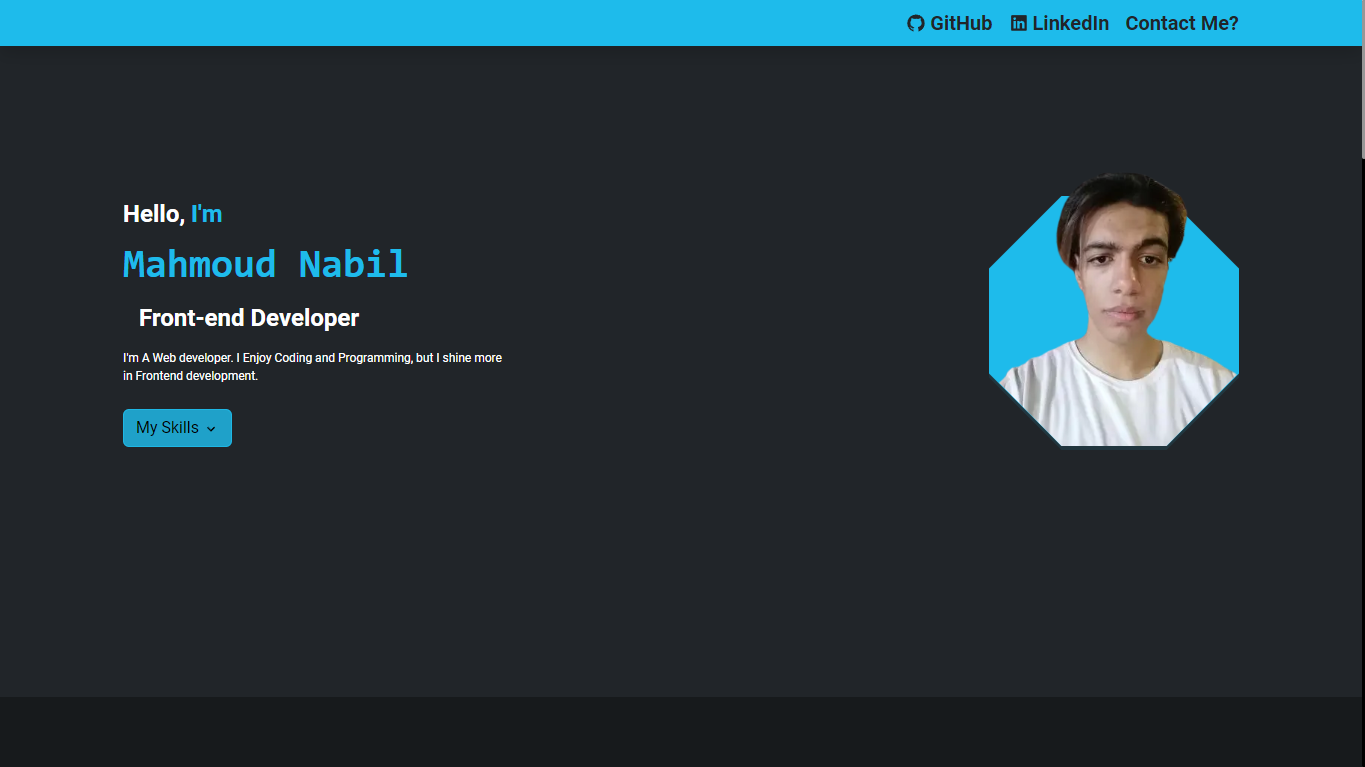 GitHub LinkedIn Contact Me?
Hello, I'm
Mahmoud Nabil
Front-end Developer
I'm A Web developer. I Enjoy Coding and Programming, but I shine more
in Frontend development.
My Skills